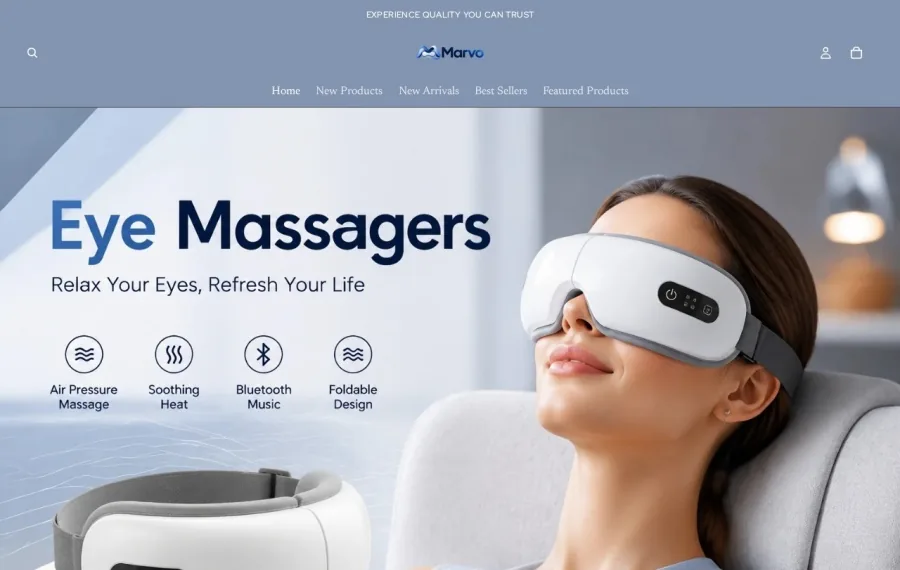 EXPERIENCE QUALITY YOU CAN TRUST
Marvo
Home New Products New Arrivals Best Sellers Featured Products
Eye Massagers
Relax Your Eyes, Refresh Your Life
Air Pressure Massage
Soothing Heat
Bluetooth Music
Foldable Design